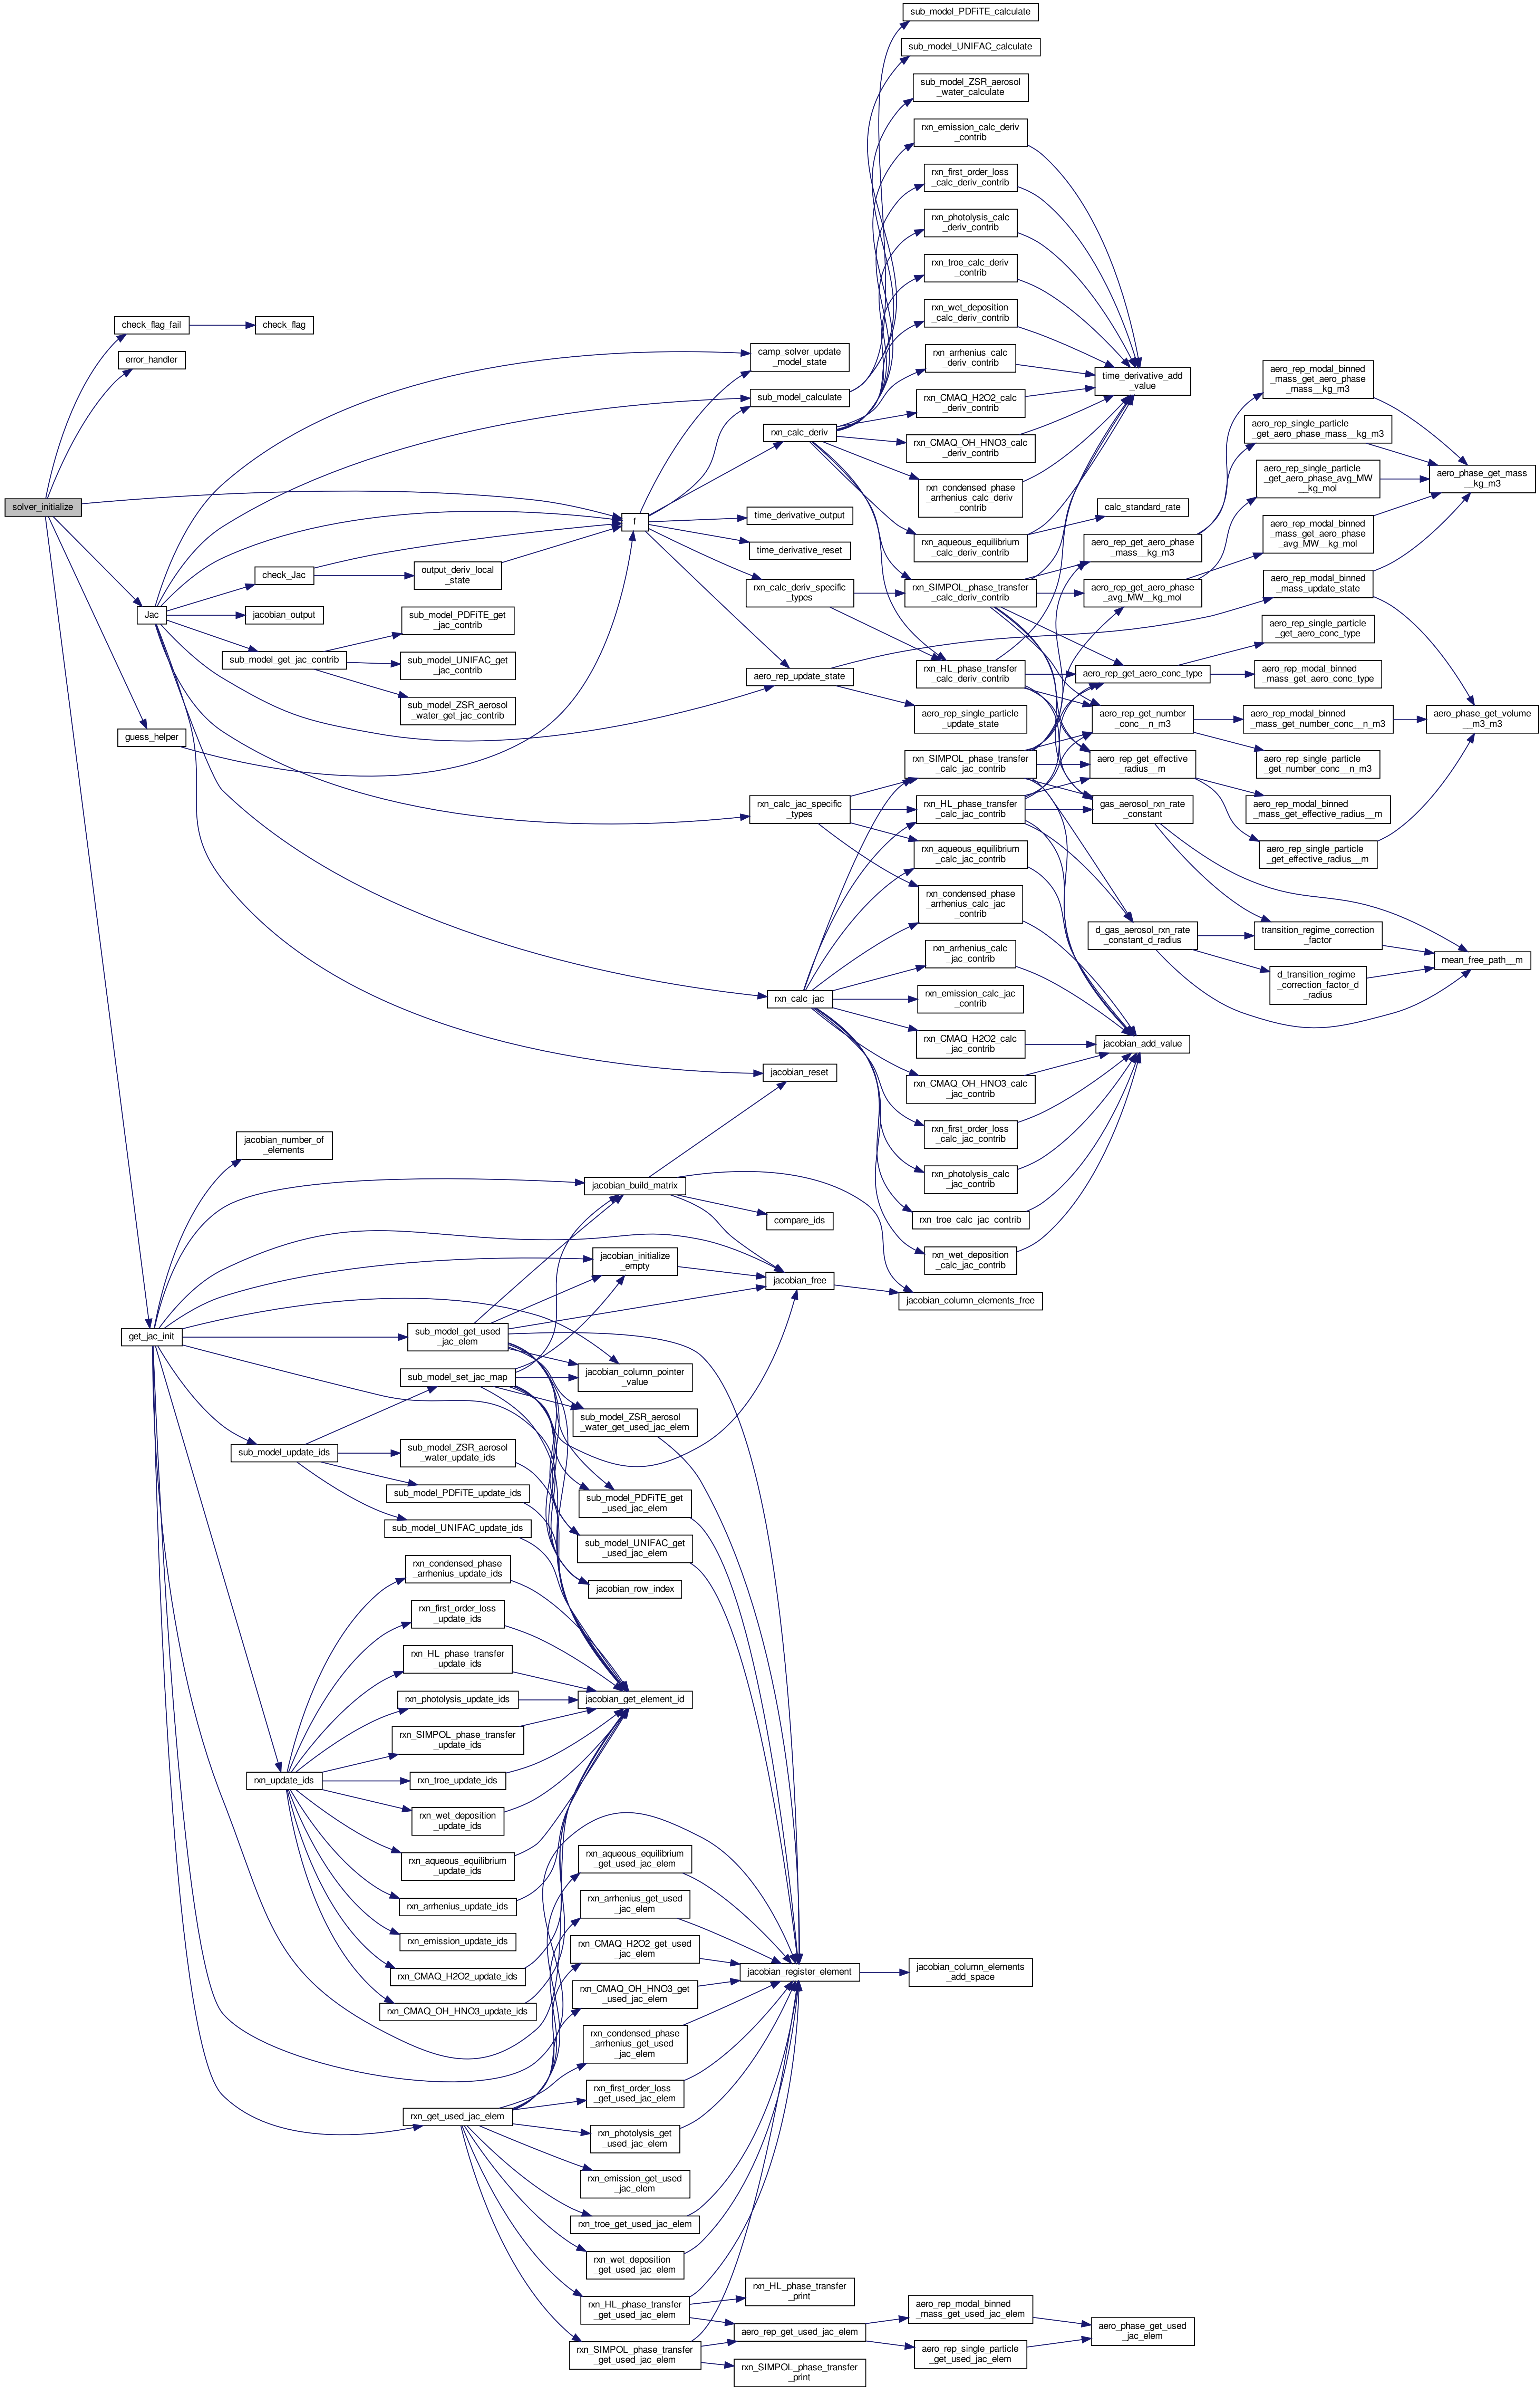 sub_model_PDFiTE_calculate
sub_model_UNIFAC_calculate
sub_model_ZSR_aerosol
_water_calculate
rxn_emission_calc_deriv
_contrib
rxn_first_order_loss
_calc_deriv_contrib
rxn_photolysis_calc
_deriv_contrib
rxn_troe_calc_deriv
_contrib
rxn_wet_deposition
_calc_deriv_contrib
check_flag_fail
check_flag
error_handler
camp_solver_update
_model_state
rxn_arrhenius_calc
_deriv_contrib
time_derivative_add
_value
aero_rep_modal_binned
_mass_get_aero_phase
_mass__kg_m3
sub_model_calculate
rxn_CMAQ_H2O2_calc
_deriv_contrib
rxn_calc_deriv
rxn_CMAQ_OH_HNO3_calc
_deriv_contrib
aero_rep_single_particle
_get_aero_phase_mass__kg_m3
aero_rep_single_particle
_get_aero_phase_avg_MW
__kg_mol
aero_phase_get_mass
__kg_m3
rxn_condensed_phase
_arrhenius_calc_deriv
_contrib
solver_initialize
f
time_derivative_output
calc_standard_rate
aero_rep_modal_binned
_mass_get_aero_phase
_avg_MW__kg_mol
time_derivative_reset
rxn_aqueous_equilibrium
_calc_deriv_contrib
aero_rep_get_aero_phase
_mass__kg_m3
check_Jac
output_deriv_local
_state
rxn_calc_deriv_specific
_types
rxn_SIMPOL_phase_transfer
_calc_deriv_contrib
aero_rep_get_aero_phase
_avg_MW__kg_mol
aero_rep_modal_binned
_mass_update_state
Jac
jacobian_output
sub_model_PDFiTE_get
_jac_contrib
aero_rep_single_particle
_get_aero_conc_type
sub_model_get_jac_contrib
sub_model_UNIFAC_get
_jac_contrib
aero_rep_update_state
rxn_HL_phase_transfer
_calc_deriv_contrib
aero_rep_get_aero_conc_type
aero_rep_modal_binned
_mass_get_aero_conc_type
sub_model_ZSR_aerosol
_water_get_jac_contrib
aero_rep_single_particle
_update_state
aero_rep_get_number
_conc__n_m3
aero_rep_modal_binned
_mass_get_number_conc__n_m3
aero_phase_get_volume
__m3_m3
guess_helper
rxn_SIMPOL_phase_transfer
_calc_jac_contrib
aero_rep_get_effective
_radius__m
aero_rep_single_particle
_get_number_conc__n_m3
rxn_calc_jac_specific
_types
rxn_HL_phase_transfer
_calc_jac_contrib
gas_aerosol_rxn_rate
_constant
aero_rep_modal_binned
_mass_get_effective_radius__m
rxn_aqueous_equilibrium
_calc_jac_contrib
aero_rep_single_particle
_get_effective_radius__m
rxn_condensed_phase
_arrhenius_calc_jac
_contrib
d_gas_aerosol_rxn_rate
_constant_d_radius
transition_regime_correction
_factor
rxn_arrhenius_calc
_jac_contrib
mean_free_path__m
d_transition_regime
_correction_factor_d
_radius
rxn_calc_jac
rxn_emission_calc_jac
_contrib
rxn_CMAQ_H2O2_calc
_jac_contrib
jacobian_add_value
jacobian_reset
rxn_CMAQ_OH_HNO3_calc
_jac_contrib
rxn_first_order_loss
_calc_jac_contrib
jacobian_number_of
_elements
rxn_photolysis_calc
_jac_contrib
jacobian_build_matrix
compare_ids
rxn_troe_calc_jac_contrib
rxn_wet_deposition
_calc_jac_contrib
jacobian_initialize
_empty
jacobian_free
jacobian_column_elements_free
get_jac_init
sub_model_get_used
_jac_elem
sub_model_set_jac_map
jacobian_column_pointer
_value
sub_model_ZSR_aerosol
_water_get_used_jac_elem
sub_model_update_ids
sub_model_ZSR_aerosol
_water_update_ids
sub_model_PDFiTE_update_ids
sub_model_PDFiTE_get
_used_jac_elem
sub_model_UNIFAC_update_ids
sub_model_UNIFAC_get
_used_jac_elem
rxn_condensed_phase
_arrhenius_update_ids
jacobian_row_index
rxn_first_order_loss
_update_ids
rxn_HL_phase_transfer
_update_ids
rxn_photolysis_update_ids
jacobian_get_element_id
rxn_SIMPOL_phase_transfer
_update_ids
rxn_update_ids
rxn_troe_update_ids
rxn_wet_deposition
_update_ids
rxn_aqueous_equilibrium
_update_ids
rxn_aqueous_equilibrium
_get_used_jac_elem
rxn_arrhenius_update_ids
rxn_arrhenius_get_used
_jac_elem
rxn_emission_update_ids
rxn_CMAQ_H2O2_get_used
_jac_elem
rxn_CMAQ_H2O2_update_ids
jacobian_register_element
jacobian_column_elements
_add_space
rxn_CMAQ_OH_HNO3_get
_used_jac_elem
rxn_CMAQ_OH_HNO3_update_ids
rxn_condensed_phase
_arrhenius_get_used
_jac_elem
rxn_first_order_loss
_get_used_jac_elem
rxn_get_used_jac_elem
rxn_photolysis_get
_used_jac_elem
rxn_emission_get_used
_jac_elem
rxn_troe_get_used_jac_elem
rxn_wet_deposition
_get_used_jac_elem
rxn_HL_phase_transfer
_print
rxn_HL_phase_transfer
_get_used_jac_elem
aero_rep_get_used_jac_elem
aero_rep_modal_binned
_mass_get_used_jac_elem
aero_phase_get_used
_jac_elem
rxn_SIMPOL_phase_transfer
_get_used_jac_elem
aero_rep_single_particle
_get_used_jac_elem
rxn_SIMPOL_phase_transfer
_print